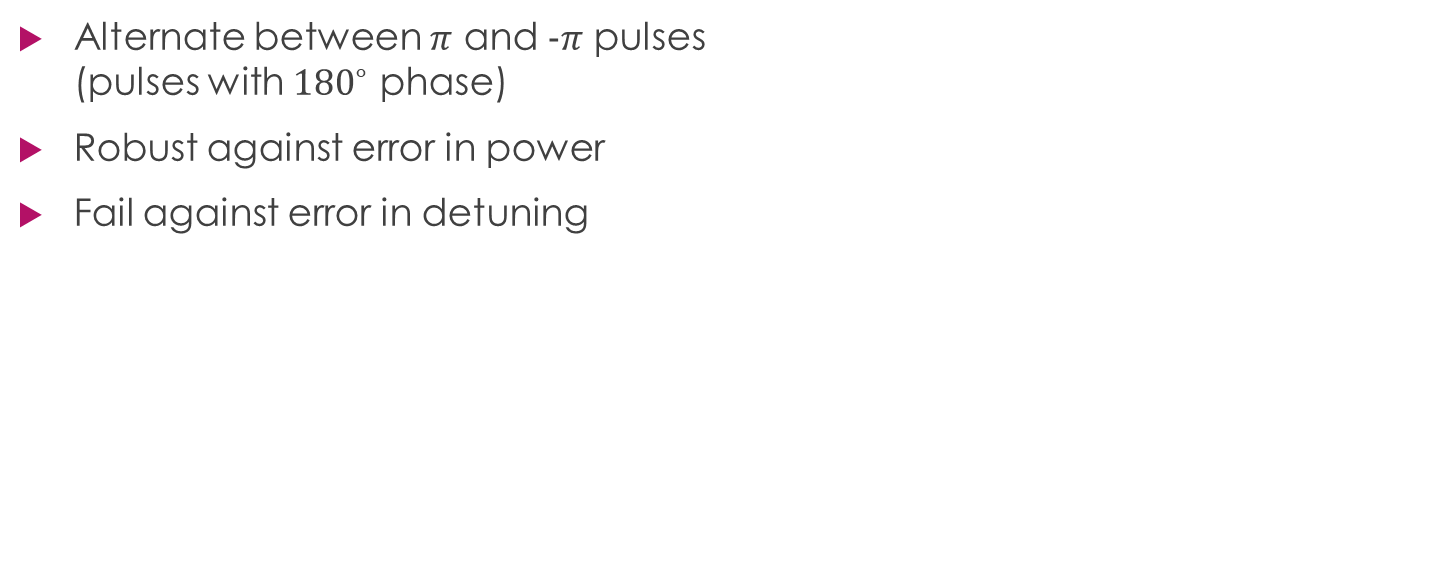 Alternate between π and -π pulses
(pulses with 180° phase)
Robust against error in power
Fail against error in detuning